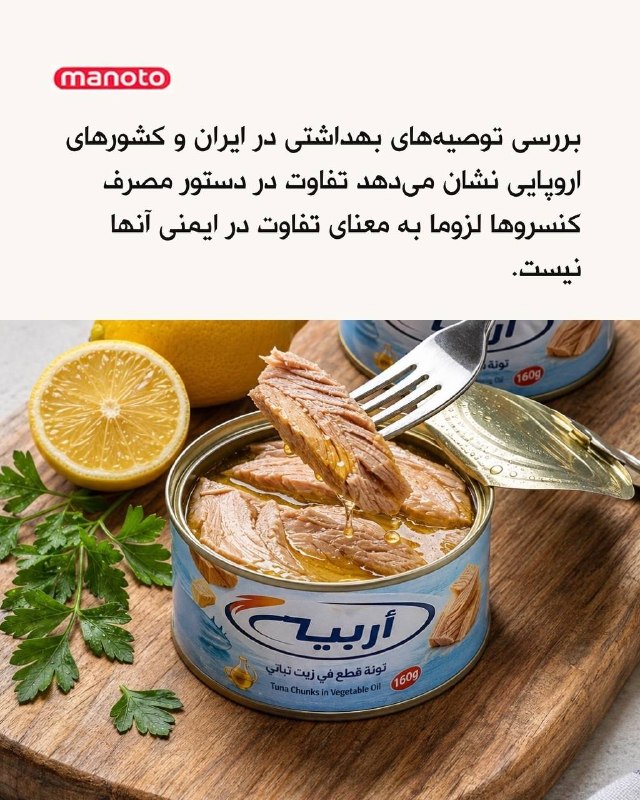 manoto
بررسی توصیه‌های بهداشتی در ایران و کشورهای
اروپایی نشان می‌دهد تفاوت در دستور مصرف
کنسروها لزوما به معنای تفاوت در ایمنی آنها
نیست.
160g
أربيه
تونة قطع في زيت نباتي
Tuna Chunks in Vegetable Oil
160g